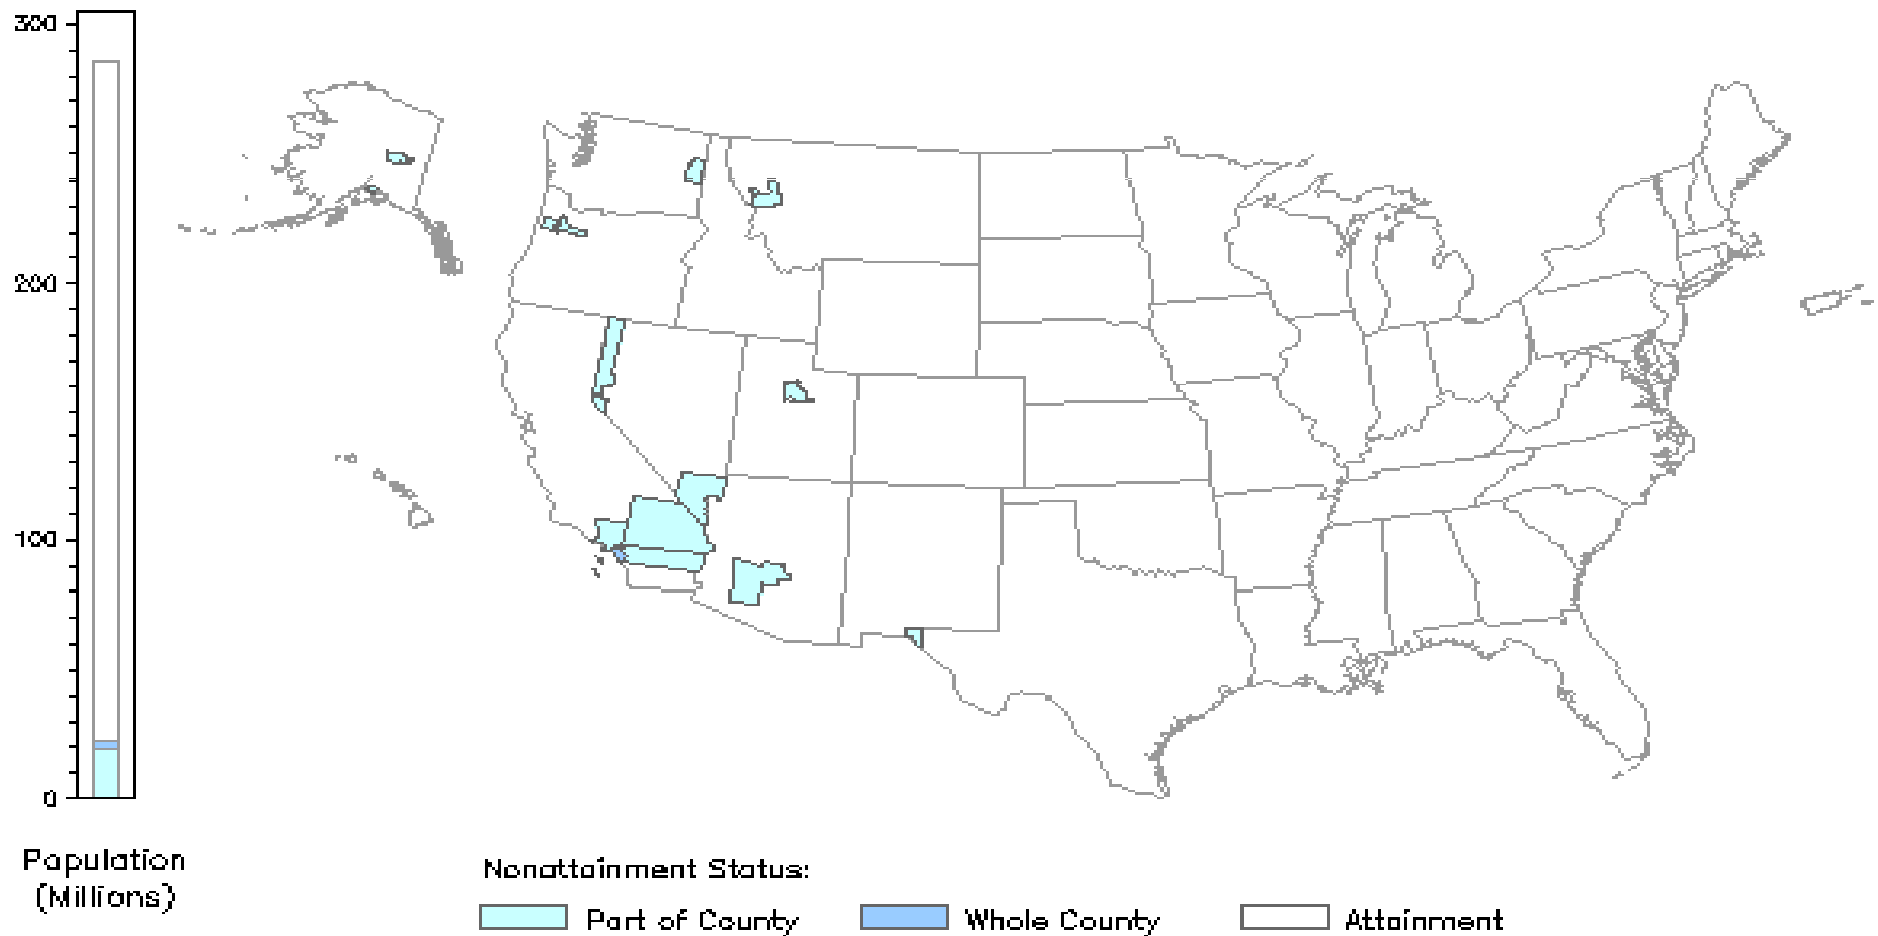 300
200
100
0
Population
(Millions)
Nonattainment Status:
Part of County
Whole County
Attainment